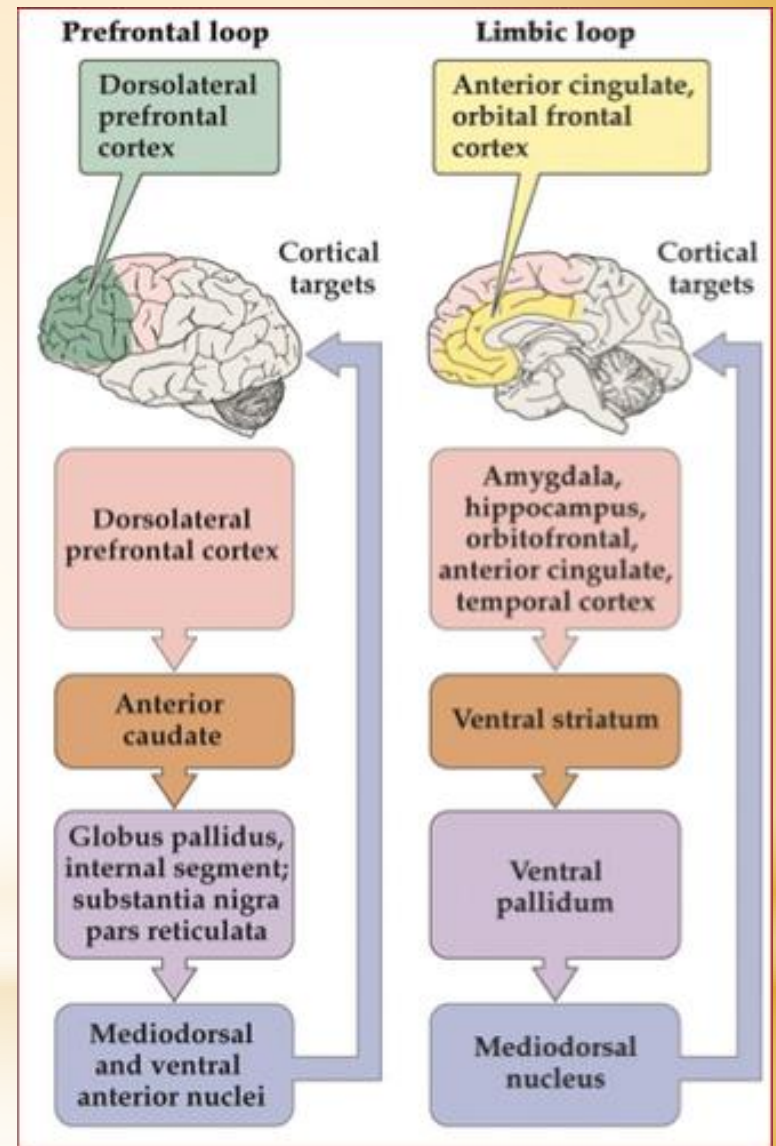 Prefrontal loop
Dorsolateral
prefrontal
cortex
Cortical
targets
Dorsolateral
prefrontal cortex
Anterior
caudate
Globus pallidus,
internal segment;
substantia nigra
pars reticulata
Mediodorsal
and ventral
anterior nuclei
Limbic loop
Anterior cingulate,
orbital frontal
cortex
Cortical
targets
Amygdala,
hippocampus,
orbitofrontal,
anterior cingulate,
temporal cortex
Ventral striatum
Ventral
pallidum
Mediodorsal
nucleus